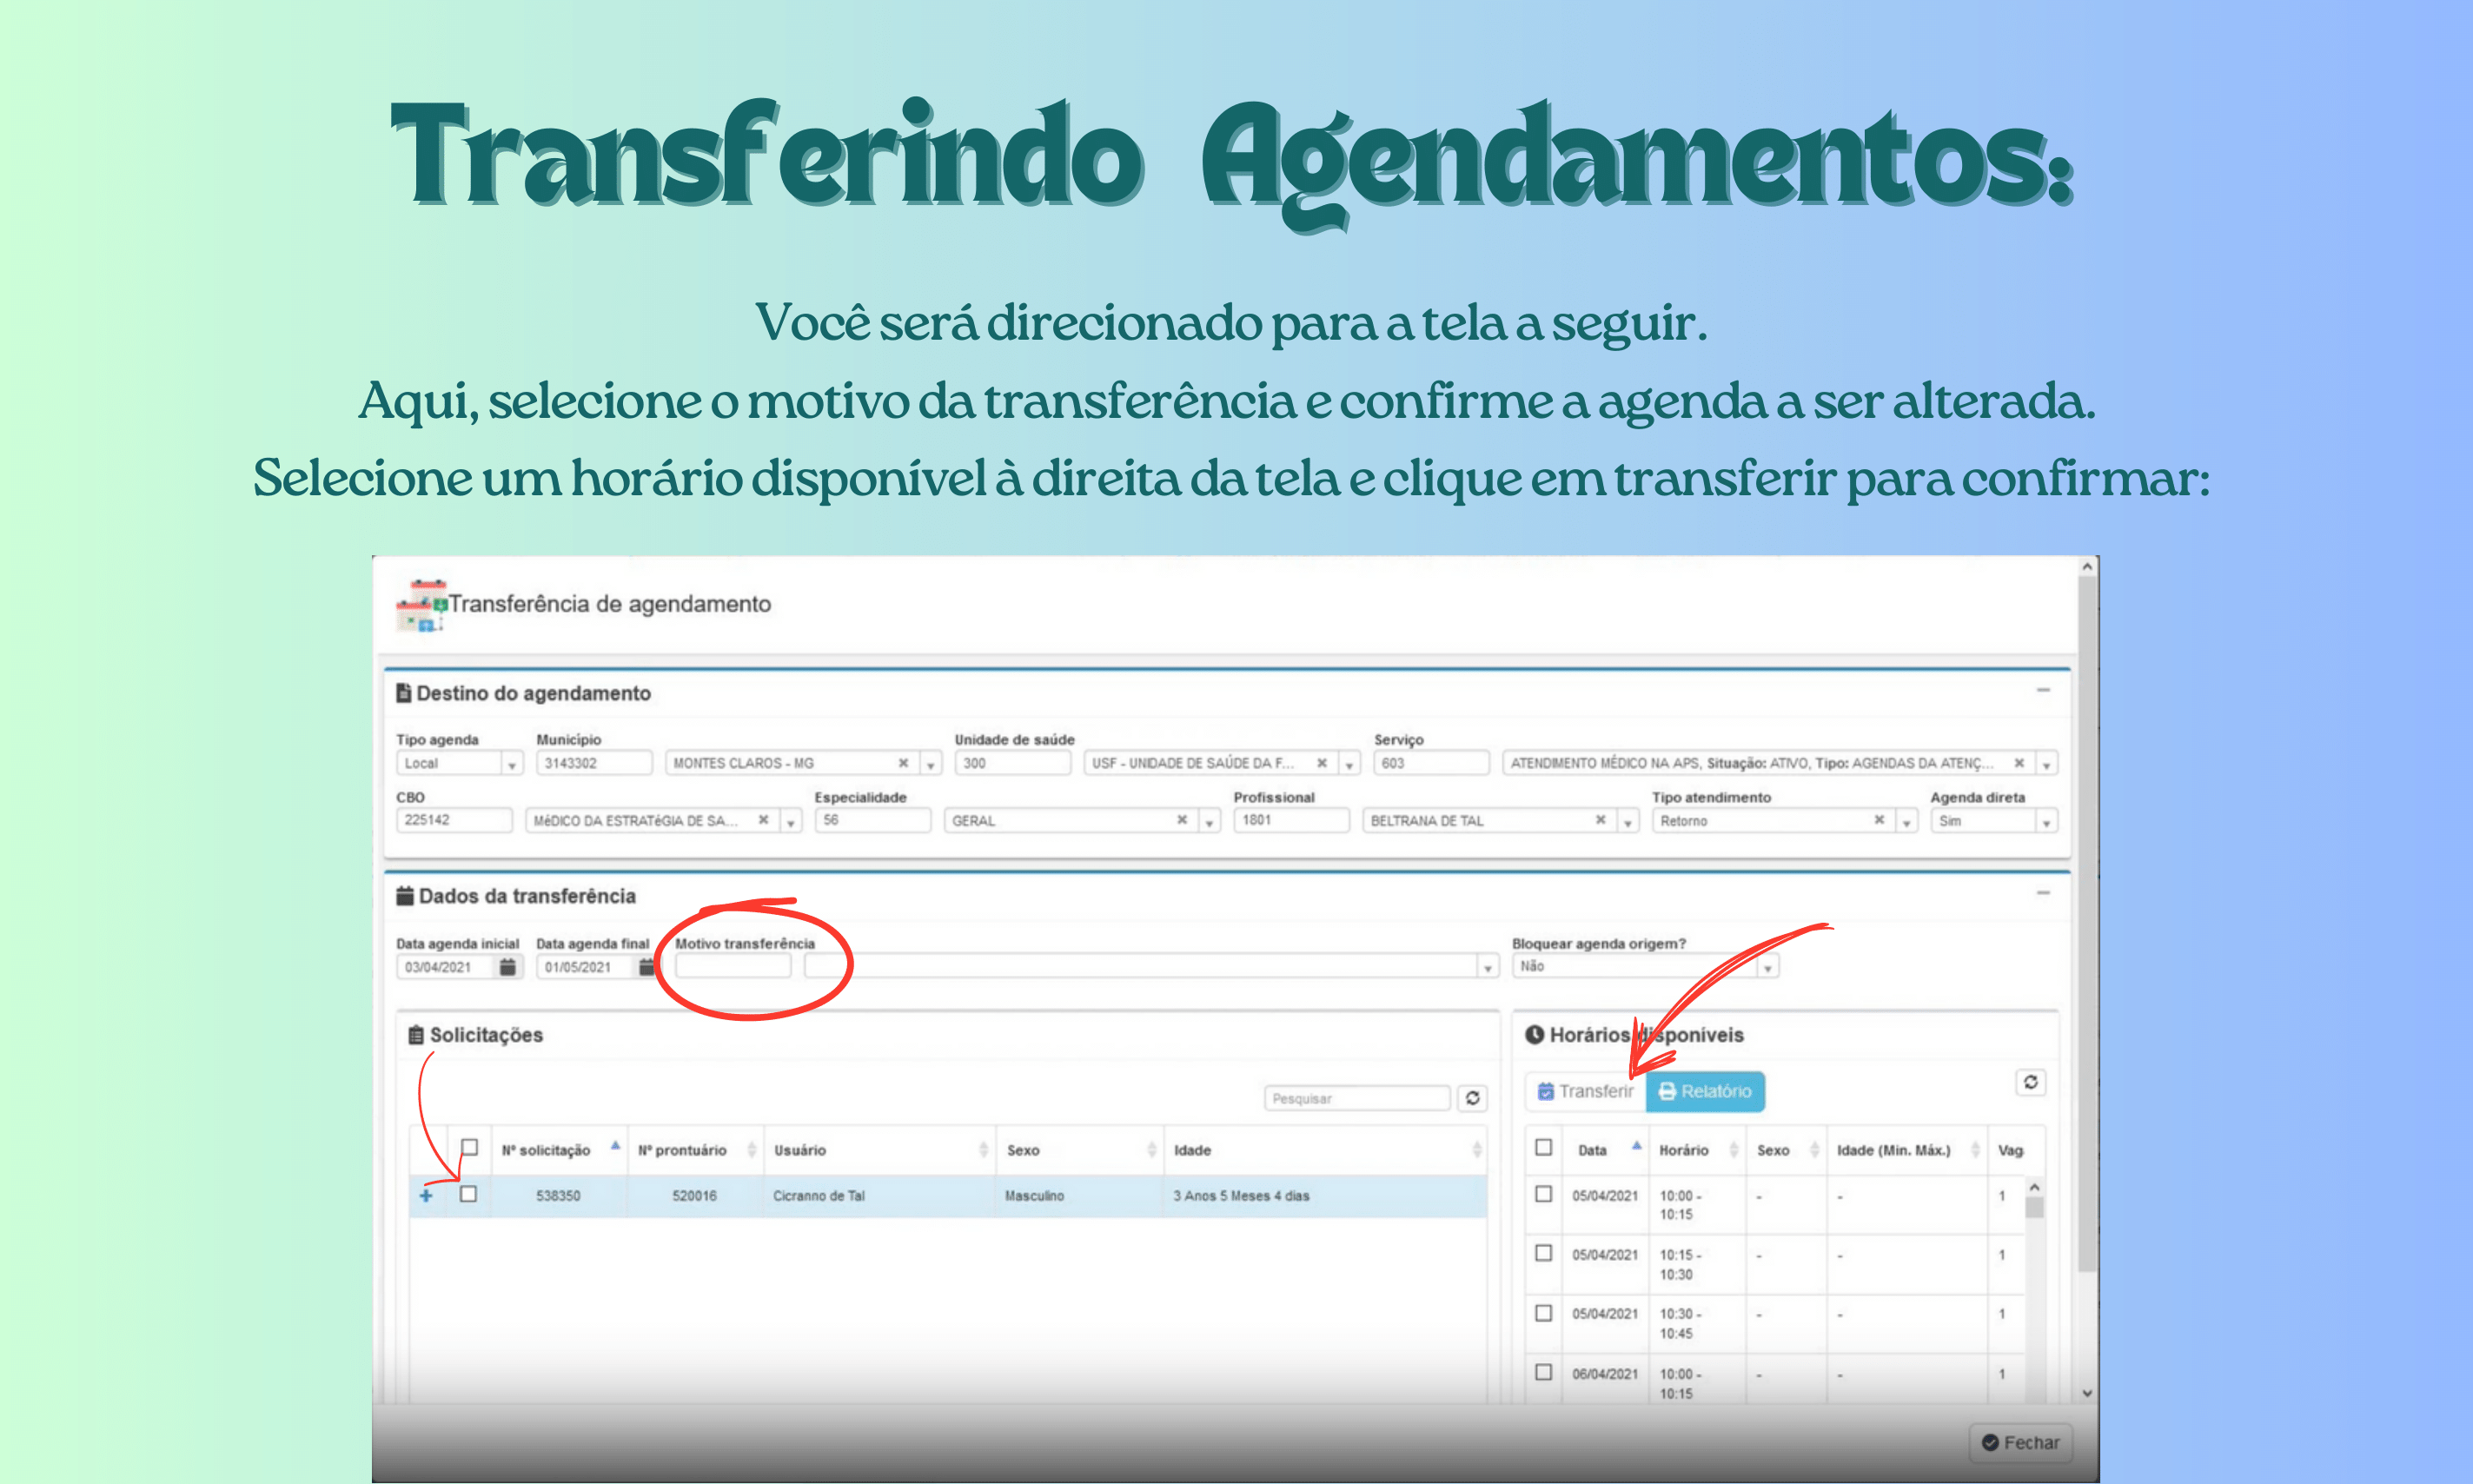 Transferindo Agendamentos:
Você será direcionado para a tela a seguir.
Aqui, selecione o motivo da transferência e confirme a agenda a ser alterada.
Selecione um horário disponível à direita da tela e clique em transferir para confirmar:
Transferência de agendamento
Destino do agendamento
Tipo agenda Município Unidade de saúde Serviço
Local 3143302 MONTES CLAROS - MG 300 USF - UNIDADE DE SAÚDE DA F... 603 ATENDIMENTO MÉDICO NA APS, Situação: ATIVO, Tipo: AGENDAS DA ATENÇ...
CBO Especialidade Profissional Tipo atendimento Agenda direta
225142 MéDICO DA ESTRATéGIA DE SA... 56 GERAL 1801 BELTRANA DE TAL Retorno Sim
Dados da transferência
Data agenda inicial Data agenda final Motivo transferência Bloquear agenda origem?
03/04/2021 01/05/2021 Não
Solicitações
Horários disponíveis
Pesquisar
Transferir Relatório
Nº solicitação Nº prontuário Usuário Sexo Idade
538350 520016 Cicranno de Tal Masculino 3 Anos 5 Meses 4 dias
Data Horário Sexo Idade (Min. Máx.) Vag
05/04/2021 10:00 - - - 1
10:15
05/04/2021 10:15 - - - 1
10:30
05/04/2021 10:30 - - - 1
10:45
06/04/2021 10:00 - - - 1
10:15
Fechar